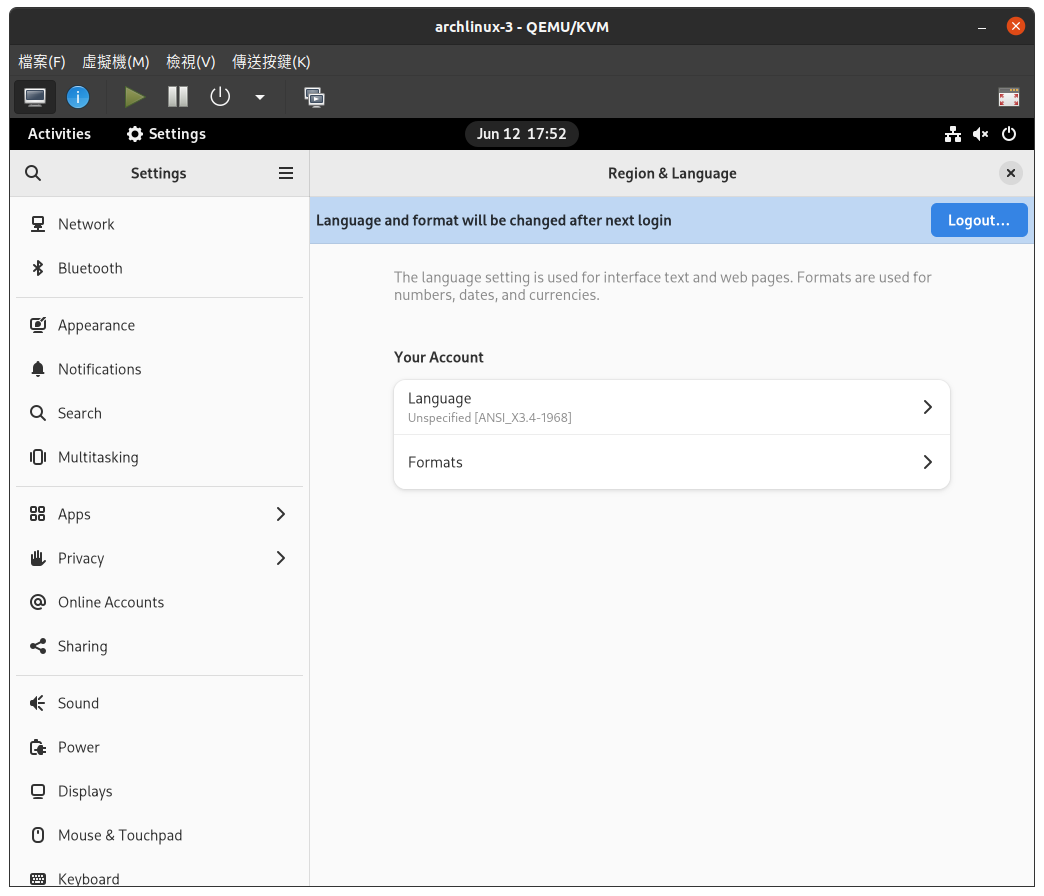 archlinux-3 - QEMU/KVM
檔案(F) 虛擬機(M) 檢視(V) 傳送按鍵(K)
Activities Settings Jun 12 17:52
Settings
Region & Language
Language and format will be changed after next login
Logout...
Network
Bluetooth
Appearance
Notifications
Search
Multitasking
Apps
Privacy
Online Accounts
Sharing
Sound
Power
Displays
Mouse & Touchpad
Keyboard
The language setting is used for interface text and web pages. Formats are used for
numbers, dates, and currencies.
Your Account
Language
Unspecified [ANSI_X3.4-1968]
Formats